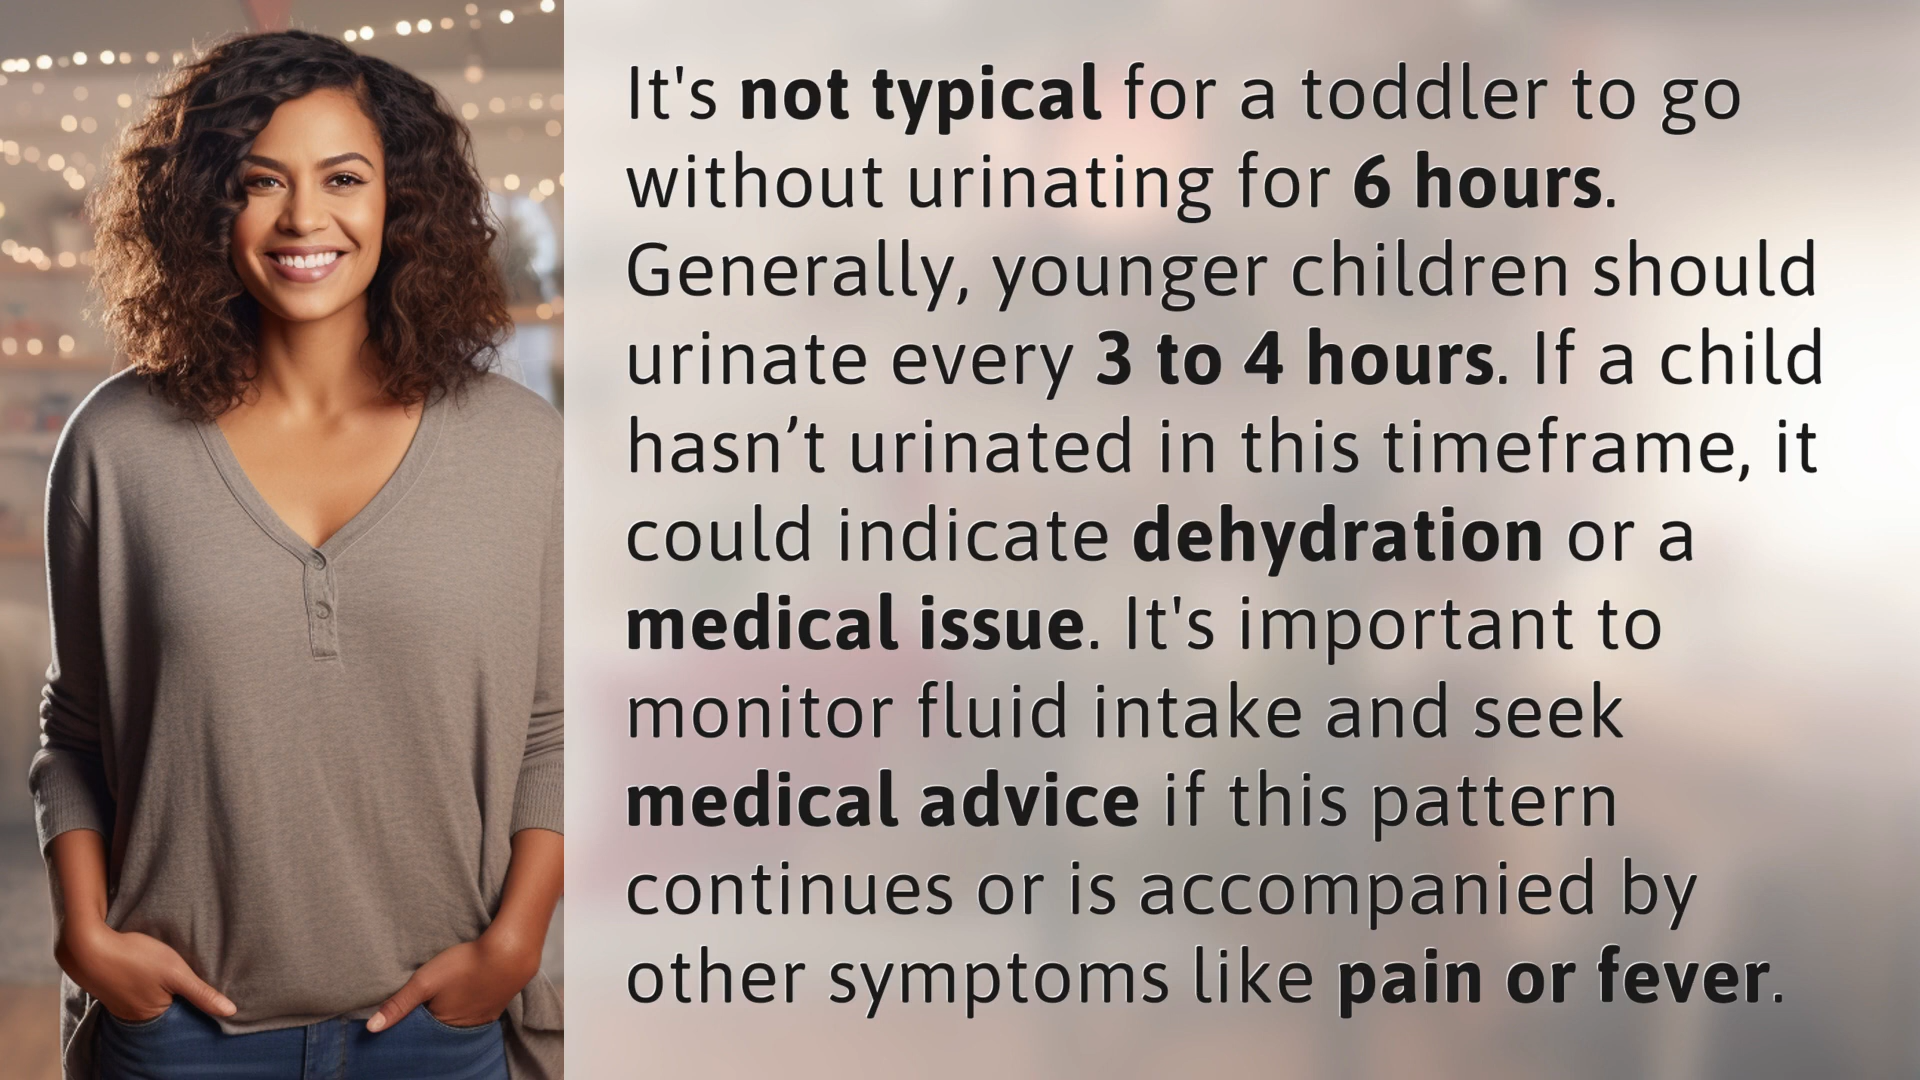 It's not typical for a toddler to go
without urinating for 6 hours.
Generally, younger children should
urinate every 3 to 4 hours. If a child
hasn’t urinated in this timeframe, it
could indicate dehydration or a
medical issue. It's important to
monitor fluid intake and seek
medical advice if this pattern
continues or is accompanied by
other symptoms like pain or fever.